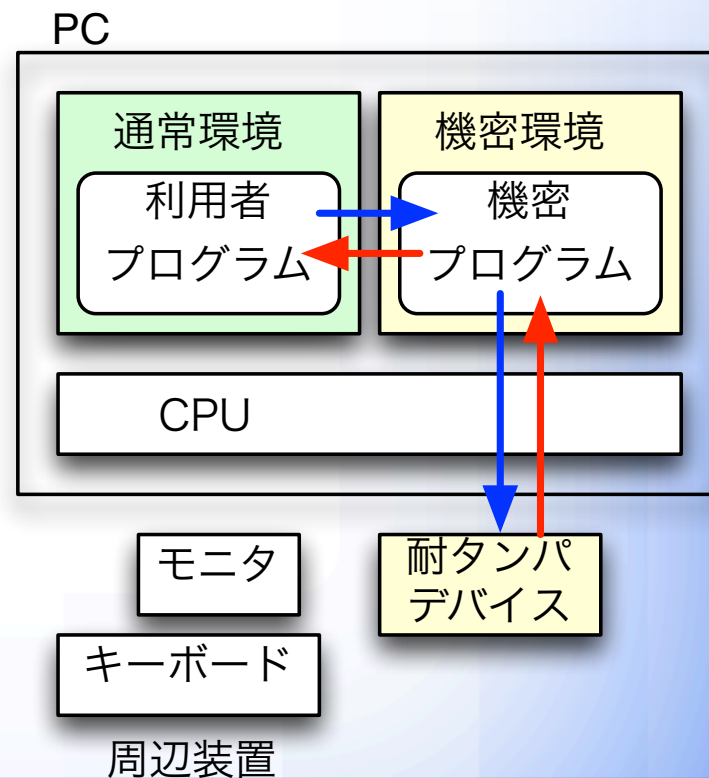 PC
通常環境
利用者
プログラム
機密環境
機密
プログラム
CPU
モニタ
キーボード
耐タンパ
デバイス
周辺装置